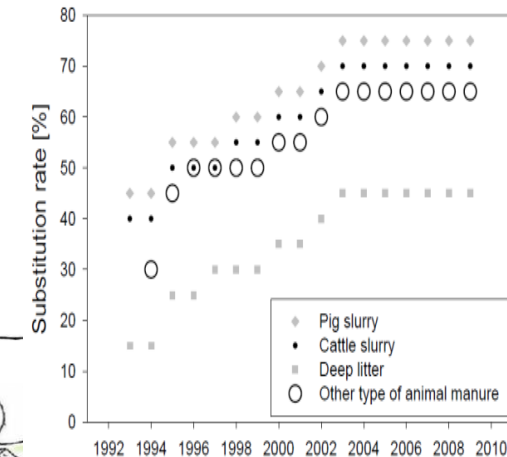 Substitution rate [%]
80
70
60
50
40
30
20
10
0
1992 1994 1996 1998 2000 2002 2004 2006 2008 2010
Pig slurry
Cattle slurry
Deep litter
Other type of animal manure